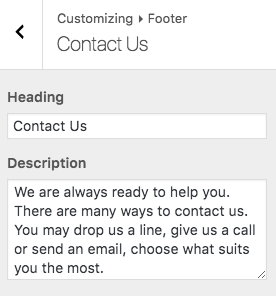 Customizing ▸ Footer
Contact Us
Heading
Contact Us
Description
We are always ready to help you.
There are many ways to contact us.
You may drop us a line, give us a call
or send an email, choose what suits
you the most.